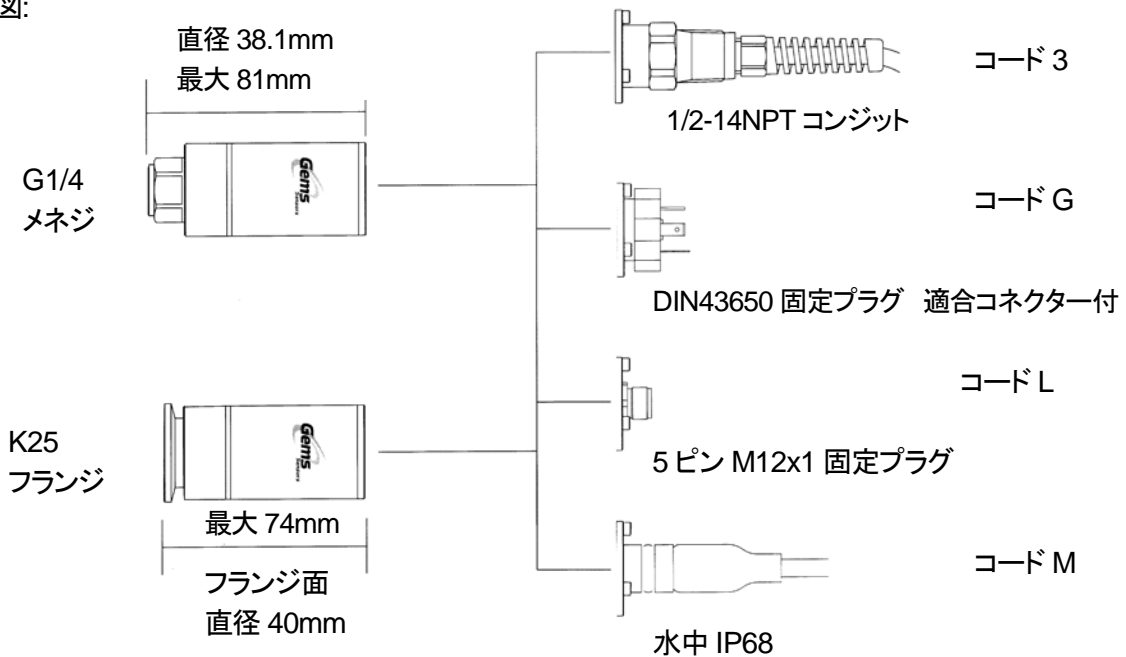 図:
直径 38.1mm
最大 81mm
コード 3
1/2-14NPT コンジット
G1/4
メネジ
Gems
Sensors
コード G
DIN43650 固定プラグ 適合コネクター付
コード L
5 ピン M12x1 固定プラグ
K25
フランジ
Gems
Sensors
最大 74mm
フランジ面
直径 40mm
コード M
水中 IP68